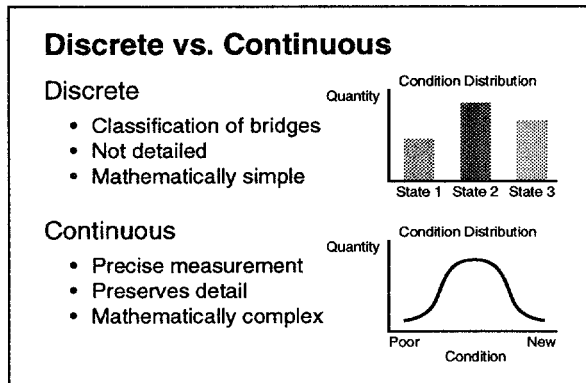 Discrete vs. Continuous
Discrete
• Classification of bridges
• Not detailed
• Mathematically simple
Condition Distribution
Quantity
State 1 State 2 State 3
Continuous
• Precise measurement
• Preserves detail
• Mathematically complex
Condition Distribution
Quantity
Poor New
Condition